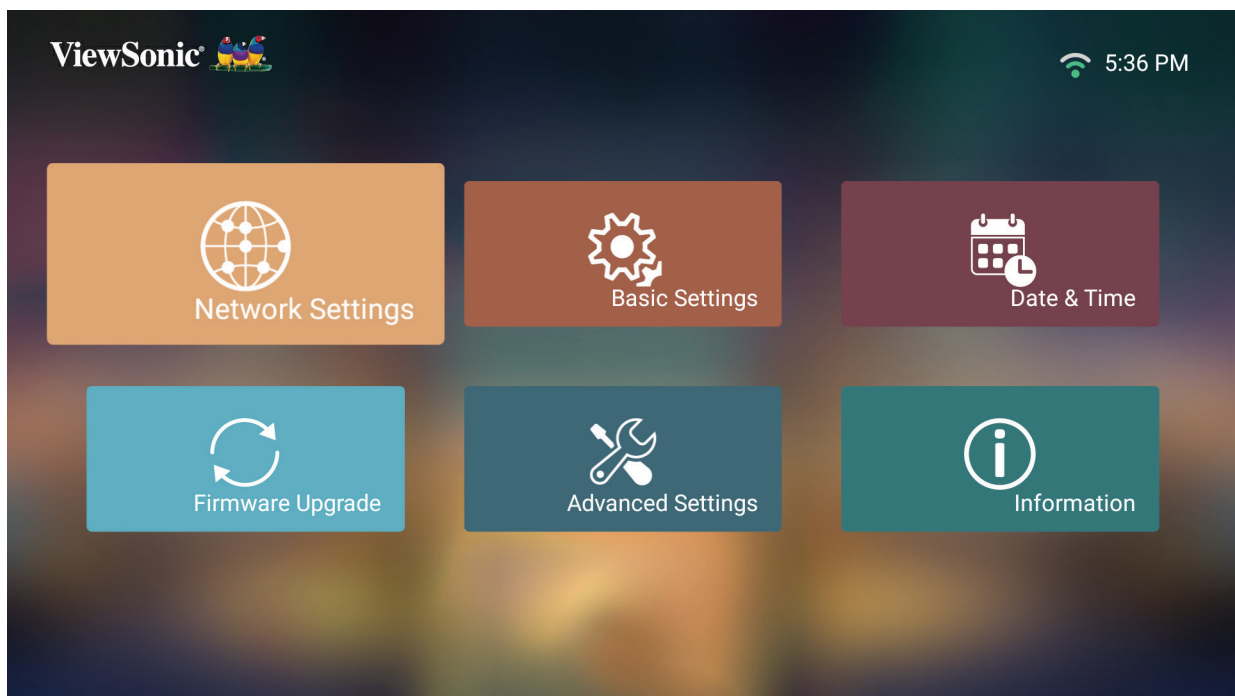 ViewSonic®
5:36 PM
Network Settings
Basic Settings
Date & Time
Firmware Upgrade
Advanced Settings
Information